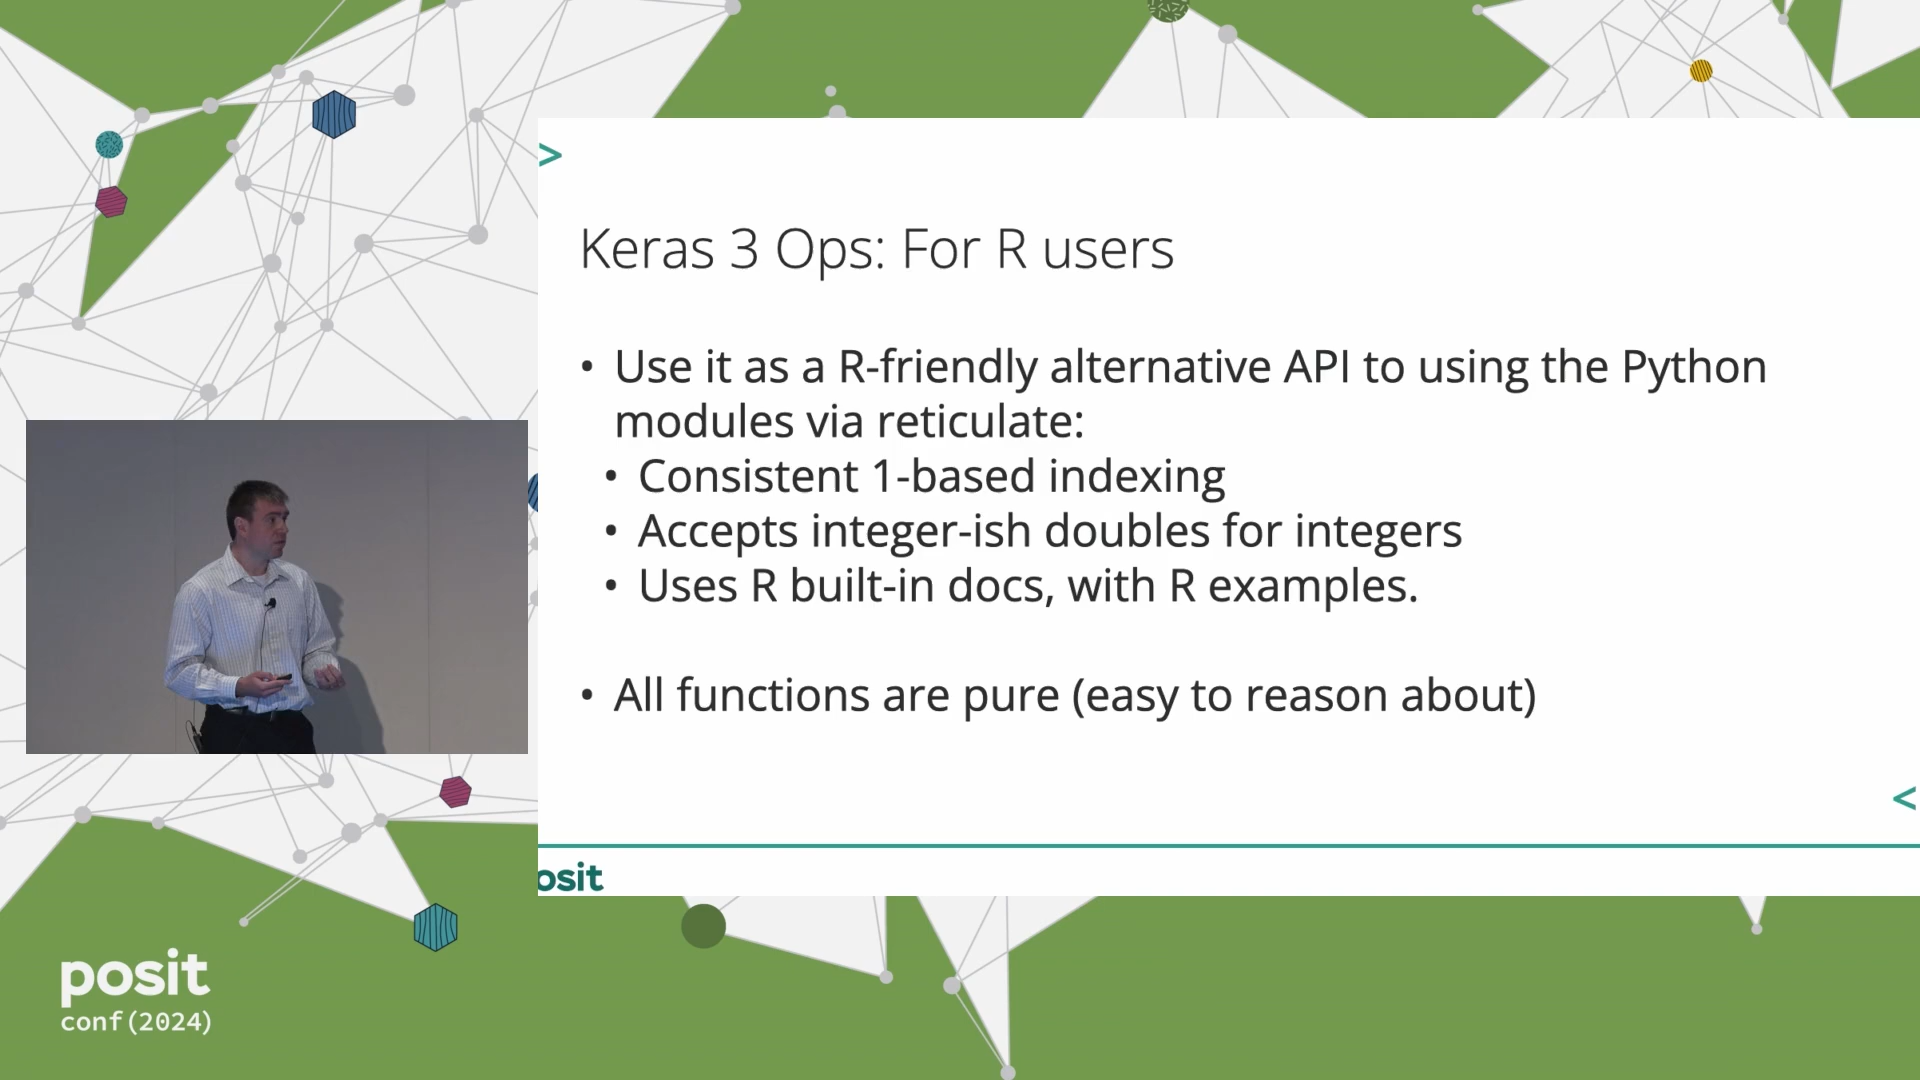 >
Keras 3 Ops: For R users
• Use it as a R-friendly alternative API to using the Python
modules via reticulate:
• Consistent 1-based indexing
• Accepts integer-ish doubles for integers
• Uses R built-in docs, with R examples.
• All functions are pure (easy to reason about)
<
osit
posit
conf(2024)